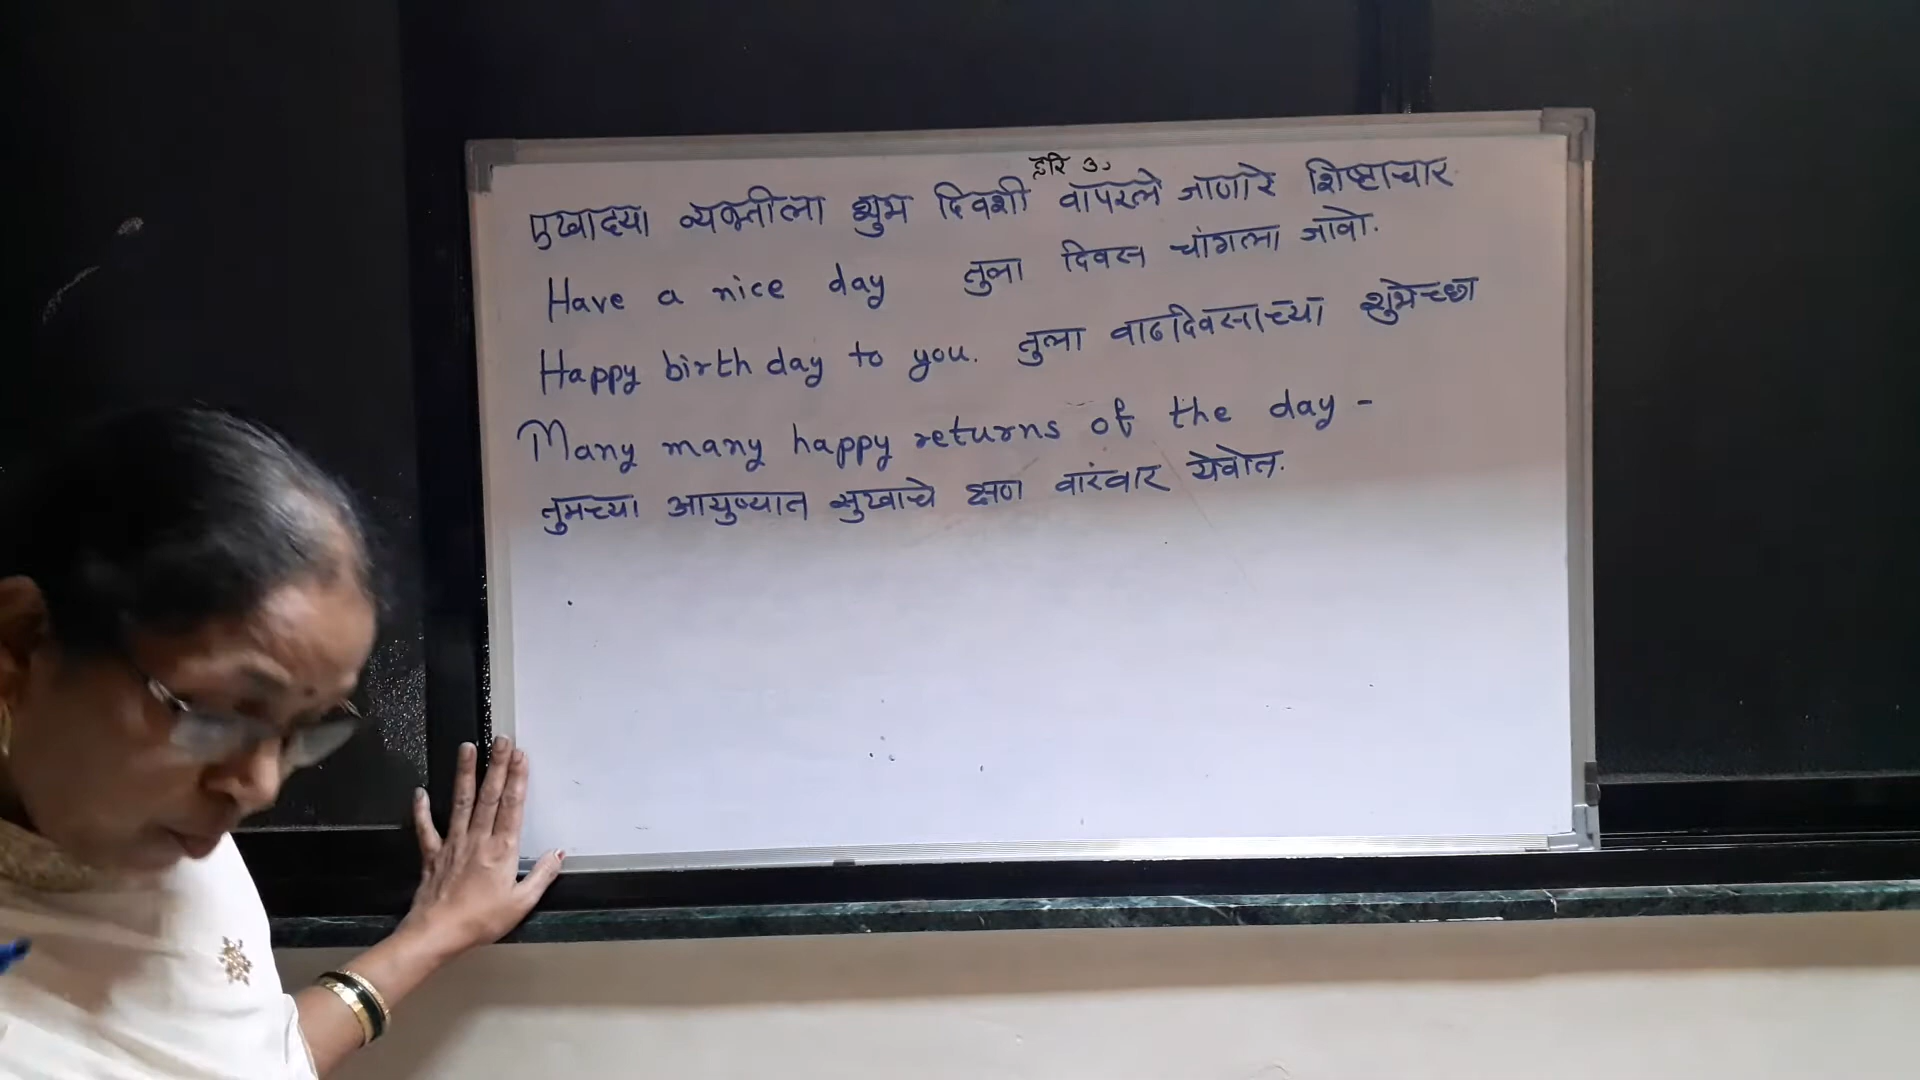 हरि ॐ
एखाद्या व्यक्तीला शुभ दिवशी वापरले जाणारे शिष्टाचार
Have a nice day तुला दिवस चांगला जावो.
Happy birth day to you. तुला वाढदिवसाच्या शुभेच्छा
Many many happy returns of the day -
तुमच्या आयुष्यात सुखाचे क्षण वारंवार येवोत.